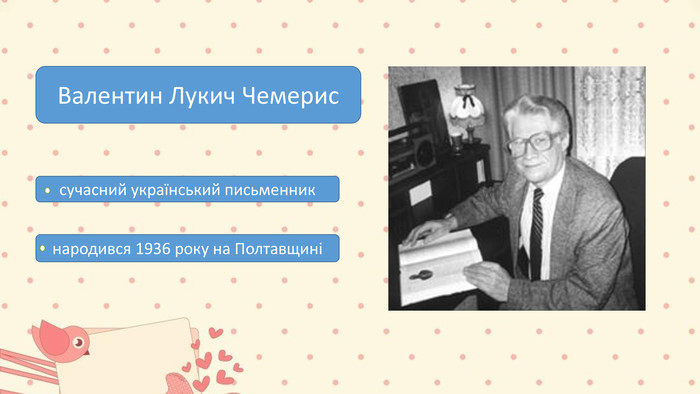 Валентин Лукич Чемерис
сучасний український письменник
народився 1936 року на Полтавщині